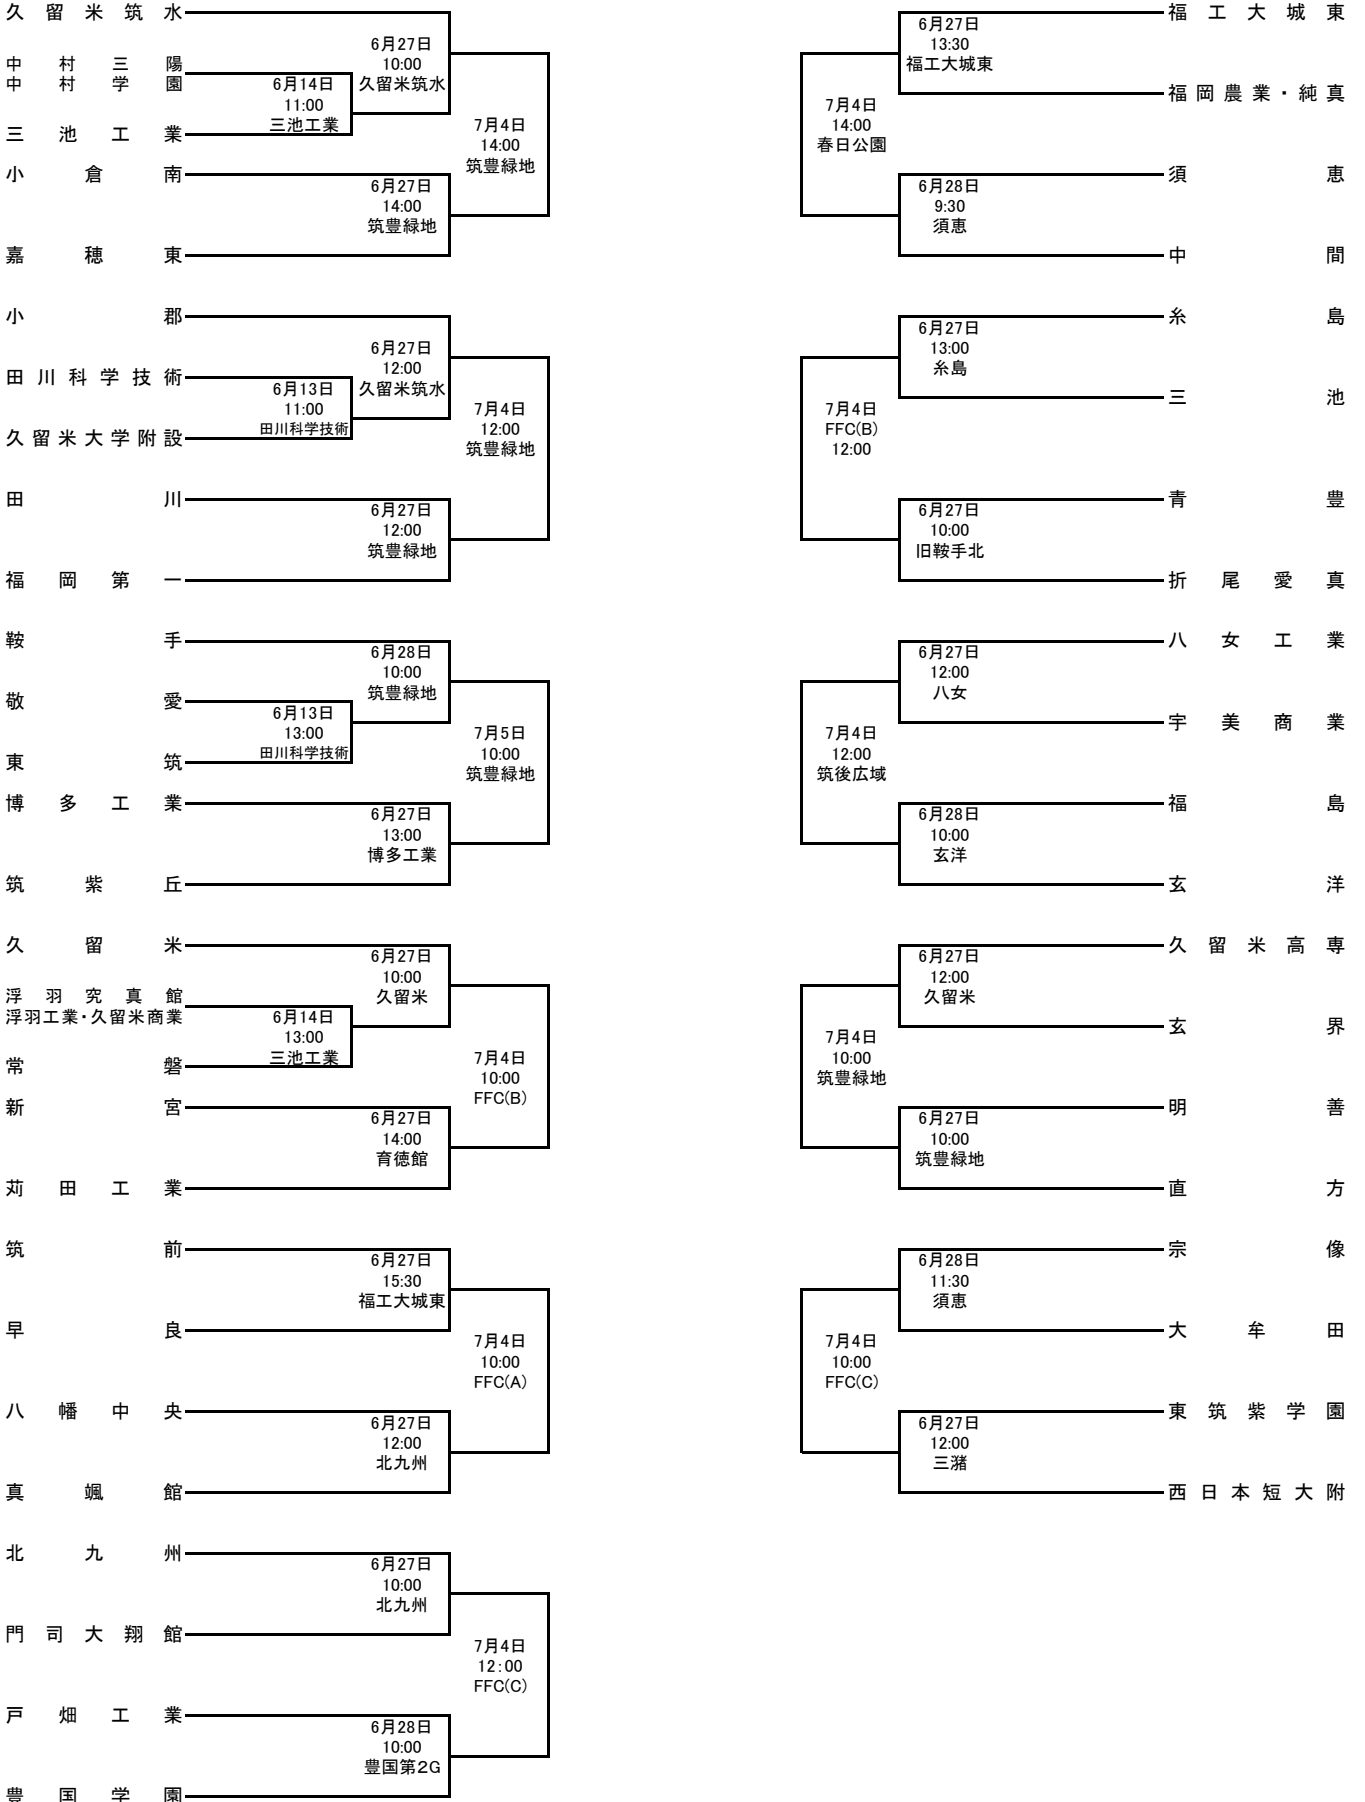 久留米筑水
6月27日
10:00
久留米筑水
中村三陽
中村学園
6月14日
11:00
三池工業
三池工業
7月4日
14:00
筑豊緑地
小倉南
6月27日
14:00
筑豊緑地
嘉穂東
小郡
6月27日
12:00
久留米筑水
田川科学技術
6月13日
11:00
田川科学技術
久留米大学附設
7月4日
12:00
筑豊緑地
田川
6月27日
12:00
筑豊緑地
福岡第一
鞍手
6月28日
10:00
筑豊緑地
敬愛
6月13日
13:00
田川科学技術
東筑
7月5日
10:00
筑豊緑地
博多工業
6月27日
13:00
博多工業
筑紫丘
久留米
6月27日
10:00
久留米
浮羽究真館
浮羽工業・久留米商業
6月14日
13:00
三池工業
常磐
7月4日
10:00
FFC(B)
新宮
6月27日
14:00
育徳館
苅田工業
筑前
6月27日
15:30
福工大城東
早良
7月4日
10:00
FFC(A)
八幡中央
6月27日
12:00
北九州
真颯館
北九州
6月27日
10:00
北九州
門司大翔館
7月4日
12:00
FFC(C)
戸畑工業
6月28日
10:00
豊国第2G
豊国学園
福工大城東
6月27日
13:30
福工大城東
福岡農業・純真
7月4日
14:00
春日公園
須恵
6月28日
9:30
須恵
中間
糸島
6月27日
13:00
糸島
三池
7月4日
FFC(B)
12:00
青豊
6月27日
10:00
旧鞍手北
折尾愛真
八女工業
6月27日
12:00
八女
宇美商業
7月4日
12:00
筑後広域
福島
6月28日
10:00
玄洋
玄洋
久留米高専
6月27日
12:00
久留米
玄界
7月4日
10:00
筑豊緑地
明善
6月27日
10:00
筑豊緑地
直方
宗像
6月28日
11:30
須恵
大牟田
7月4日
10:00
FFC(C)
東筑紫学園
6月27日
12:00
三潴
西日本短大附